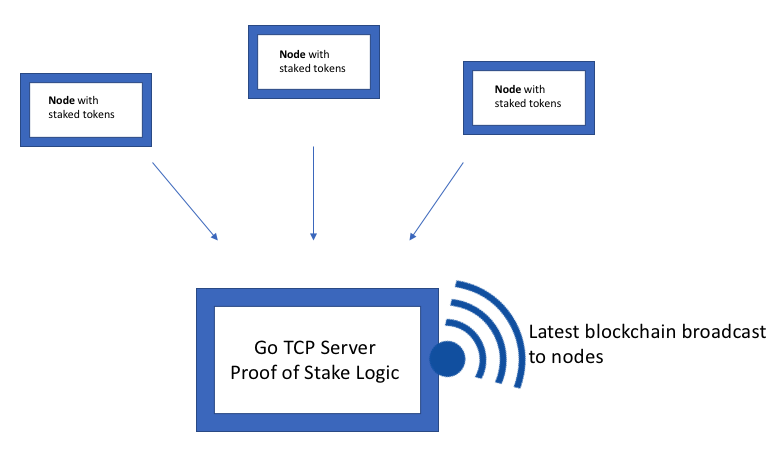 Node with
staked tokens
Node with
staked tokens
Node with
staked tokens
Go TCP Server
Proof of Stake Logic
Latest blockchain broadcast
to nodes